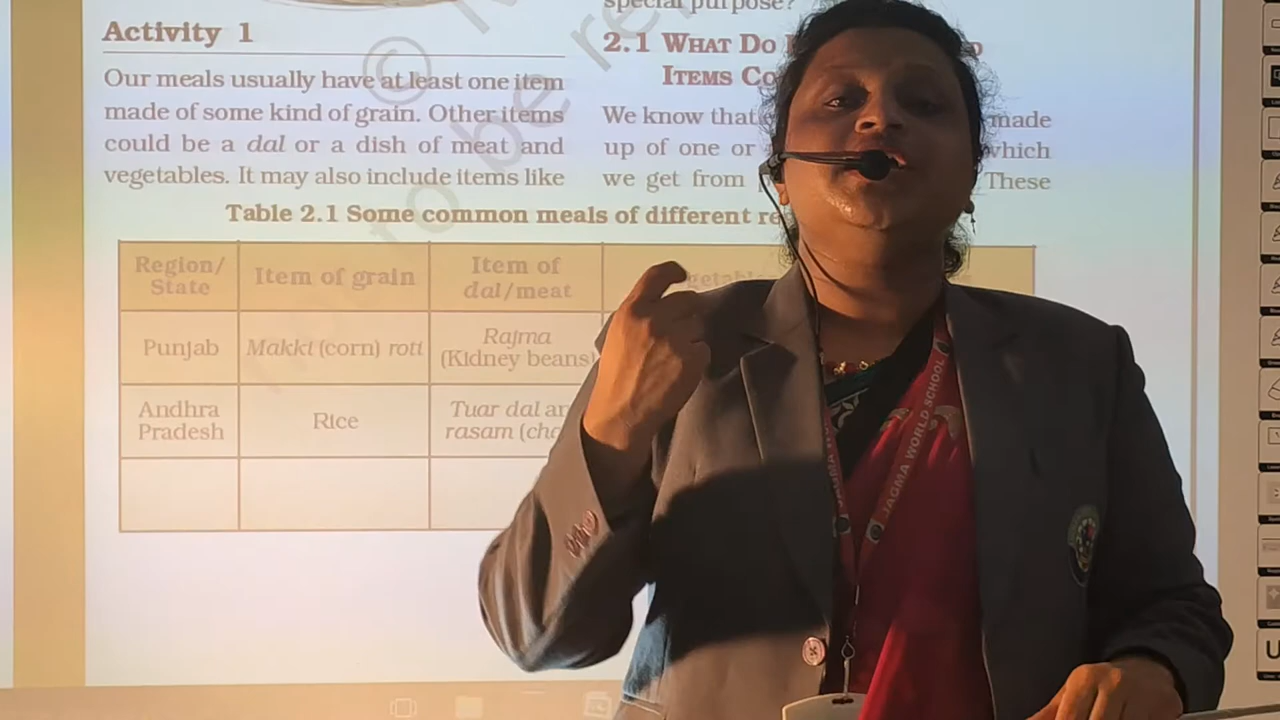 special purpose?
Activity 1
Our meals usually have at least one item
made of some kind of grain. Other items
could be a dal or a dish of meat and
vegetables. It may also include items like
2.1 WHAT DO
ITEMS CO
We know that made
up of one or which
we get from These
Table 2.1 Some common meals of different re
Region/
State
Item of grain
Item of
dal/meat
getabl
Punjab
Makki (corn) roti
Rajma
(Kidney beans)
Andhra
Pradesh
Rice
Tuar dal an
rasam (cha
JAGMA WORLD SCHOOL
JAGMA W
U